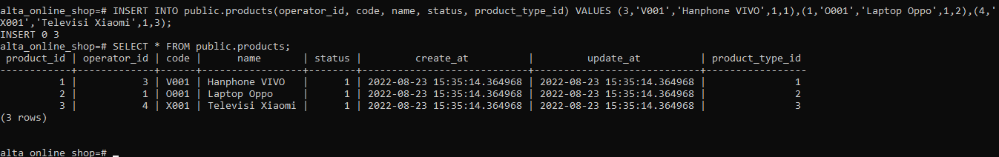 alta_online_shop=# INSERT INTO public.products(operator_id, code, name, status, product_type_id) VALUES (3,'V001','Hanphone VIVO',1,1),(1,'O001','Laptop Oppo',1,2),(4,'
X001','Televisi Xiaomi',1,3);
INSERT 0 3
alta_online_shop=# SELECT * FROM public.products;
 product_id | operator_id | code |      name       | status |         create_at          |         update_at          | product_type_id
------------+-------------+------+-----------------+--------+----------------------------+----------------------------+-----------------
          1 |           3 | V001 | Hanphone VIVO   |      1 | 2022-08-23 15:35:14.364968 | 2022-08-23 15:35:14.364968 |               1
          2 |           1 | O001 | Laptop Oppo     |      1 | 2022-08-23 15:35:14.364968 | 2022-08-23 15:35:14.364968 |               2
          3 |           4 | X001 | Televisi Xiaomi |      1 | 2022-08-23 15:35:14.364968 | 2022-08-23 15:35:14.364968 |               3
(3 rows)
alta_online_shop=# _